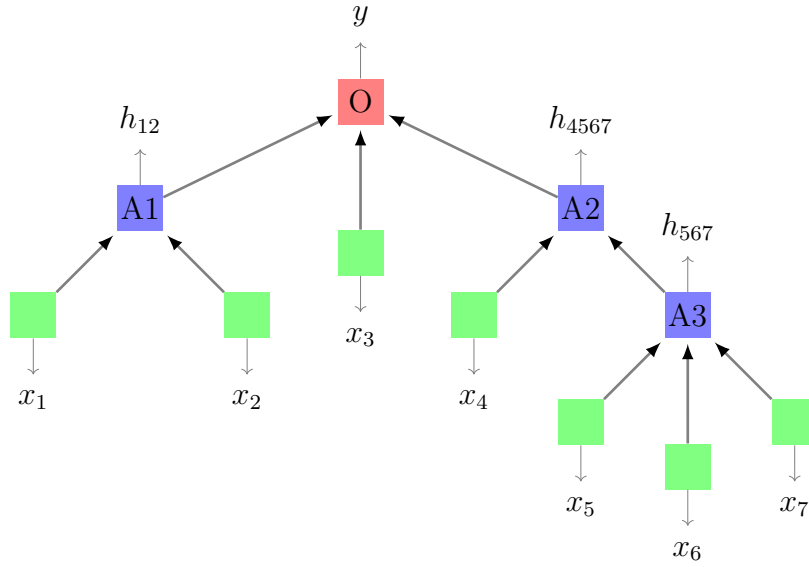 y
O
h₁₂
h₄₅₆₇
A1
A2
h₅₆₇
A3
x₃
x₁
x₂
x₄
x₅
x₇
x₆